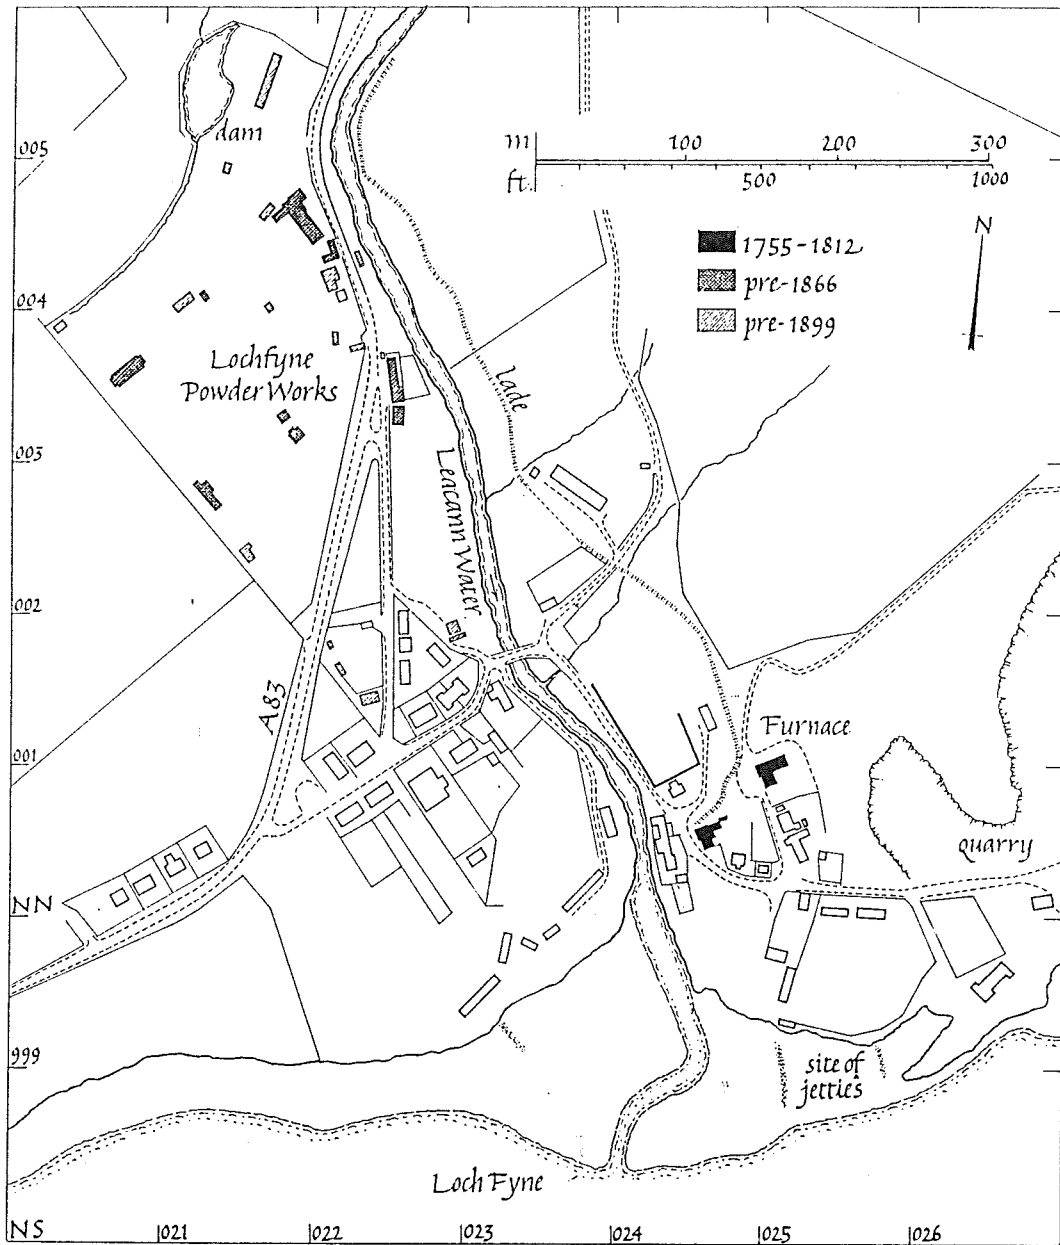 dam
005
m 100 200 300
ft. 500 1000
N
1755-1812
pre-1866
pre-1899
004
Lochfyne
Powder Works
lade
003
Leacann Water
002
A83
Furnace
001
quarry
NN
999
site of
jetties
Loch Fyne
NS 021 022 023 024 025 026